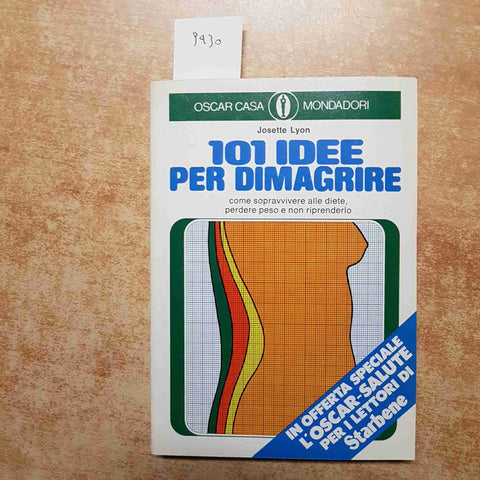 9430
OSCAR CASA MONDADORI
Josette Lyon
101 IDEE
PER DIMAGRIRE
come sopravvivere alle diete,
perdere peso e non riprenderlo
IN OFFERTA SPECIALE
L'OSCAR-SALUTE
PER I LETTORI DI
Starbene